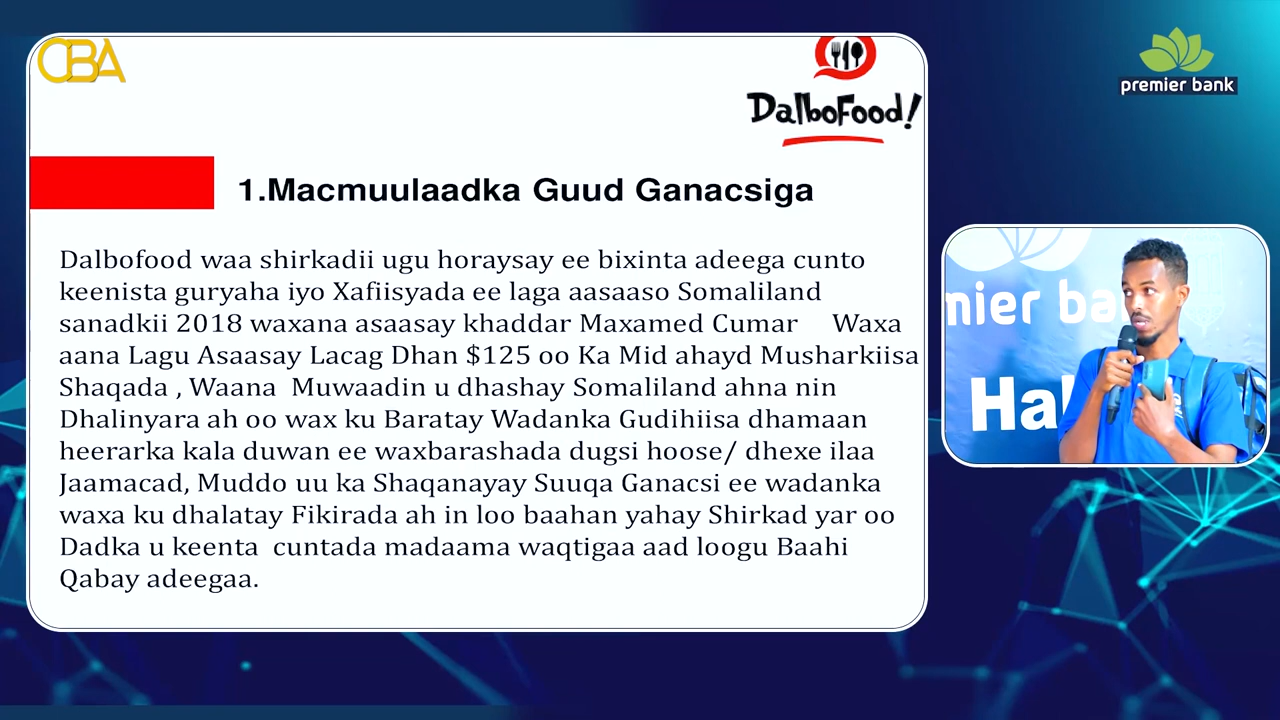 CBA
DalboFood!
premier bank
1.Macmuulaadka Guud Ganacsiga
Dalbofood waa shirkadii ugu horaysay ee bixinta adeega cunto
keenista guryaha iyo Xafiisyada ee laga aasaaso Somaliland
sanadkii 2018 waxana asaasay khaddar Maxamed Cumar Waxa
aana Lagu Asaasay Lacag Dhan $125 oo Ka Mid ahayd Musharkiisa
Shaqada , Waana Muwaadin u dhashay Somaliland ahna nin
Dhalinyara ah oo wax ku Baratay Wadanka Gudihiisa dhamaan
heerarka kala duwan ee waxbarashada dugsi hoose/ dhexe ilaa
Jaamacad, Muddo uu ka Shaqanayay Suuqa Ganacsi ee wadanka
waxa ku dhalatay Fikirada ah in loo baahan yahay Shirkad yar oo
Dadka u keenta cuntada madaama waqtigaa aad loogu Baahi
Qabay adeegaa.
mier ba
Hal